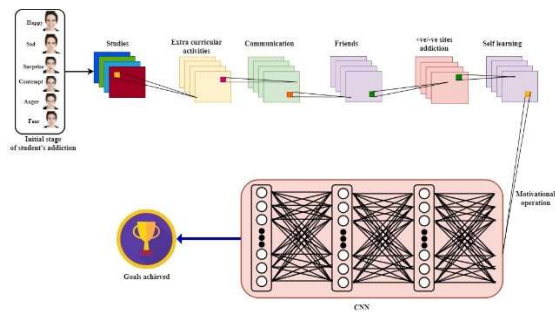 Happy
Sad
Surprise
Contempt
Anger
Fear
Initial stage
of student's addiction
Studies
Extra curricular
activities
Communication
Friends
+ve/-ve sites
addiction
Self learning
Motivational
operation
CNN
Goals achieved